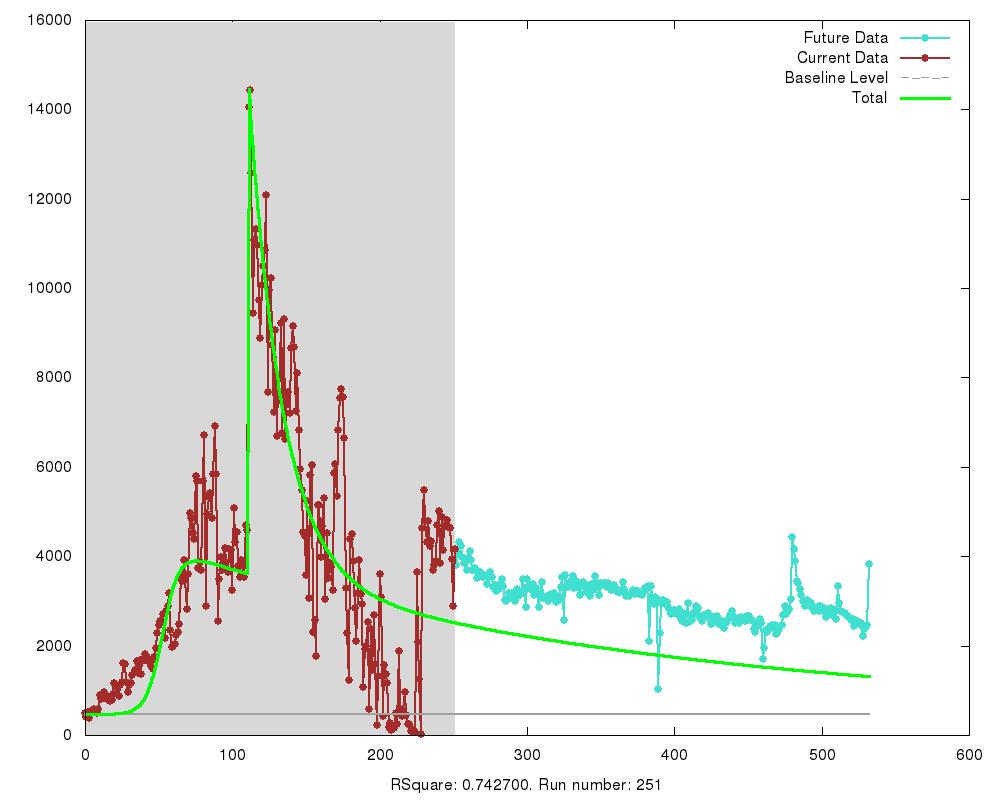 16000
14000
12000
10000
8000
6000
4000
2000
0
0 100 200 300 400 500 600
Future Data
Current Data
Baseline Level
Total
RSquare: 0.742700. Run number: 251